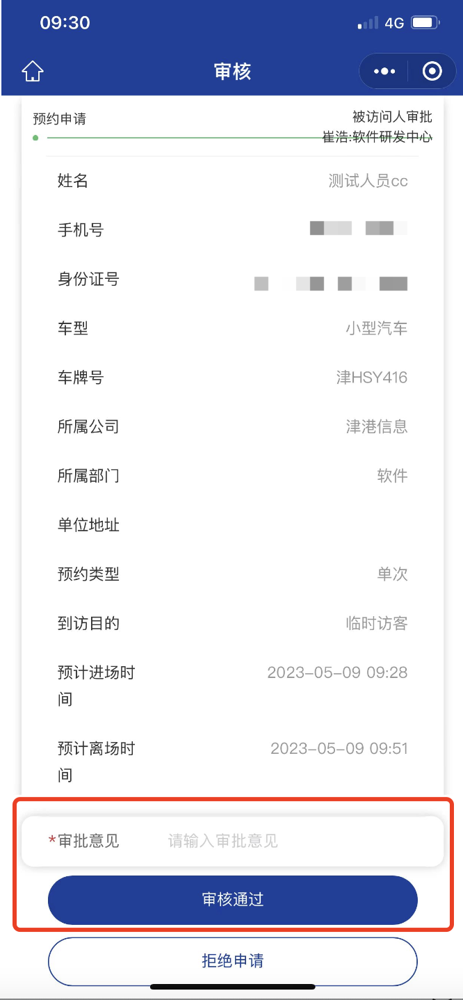 09:30
4G
审核
预约申请
被访问人审批
崔浩:软件研发中心
姓名 测试人员cc
手机号
身份证号
车型 小型汽车
车牌号 津HSY416
所属公司 津港信息
所属部门 软件
单位地址
预约类型 单次
到访目的 临时访客
预计进场时 2023-05-09 09:28
间
预计离场时 2023-05-09 09:51
间
*审批意见 请输入审批意见
审核通过
拒绝申请